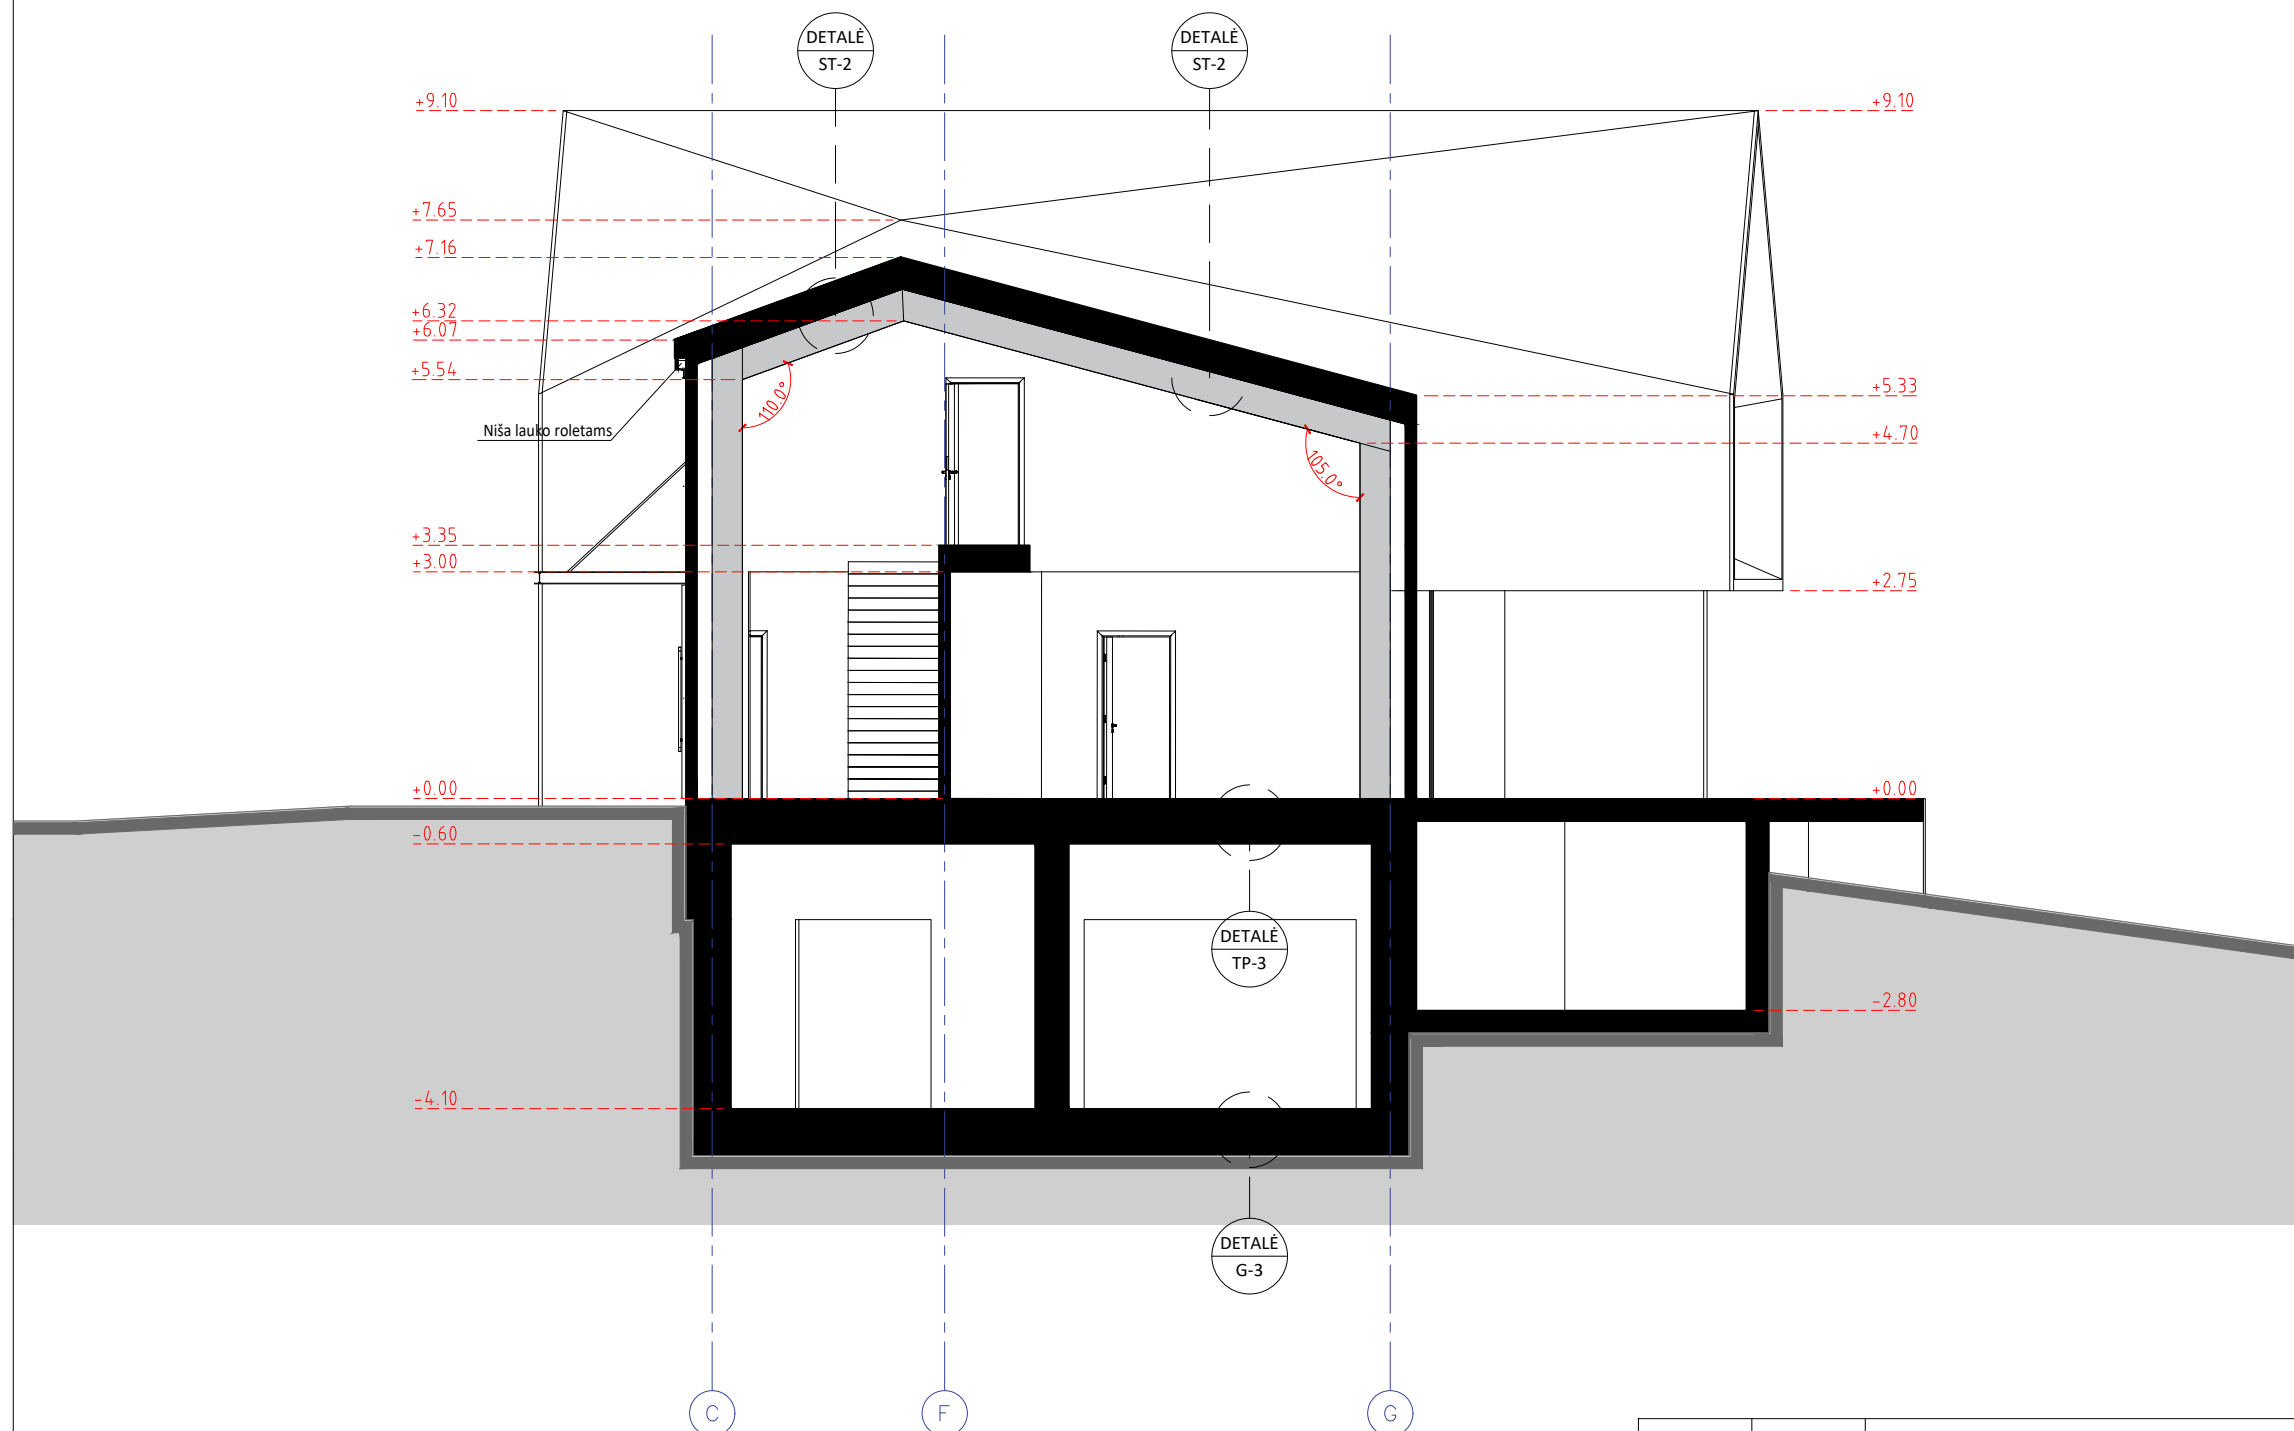 DETALĖ
ST-2
DETALĖ
ST-2
+9.10
+9.10
+7.65
+7.16
+6.32
+6.07
+5.54
+5.33
110.0°
Niša lauko roletams
+4.70
105.0°
+3.35
+3.00
+2.75
+0.00
+0.00
-0.60
DETALĖ
TP-3
-2.80
-4.10
DETALĖ
G-3
C
F
G